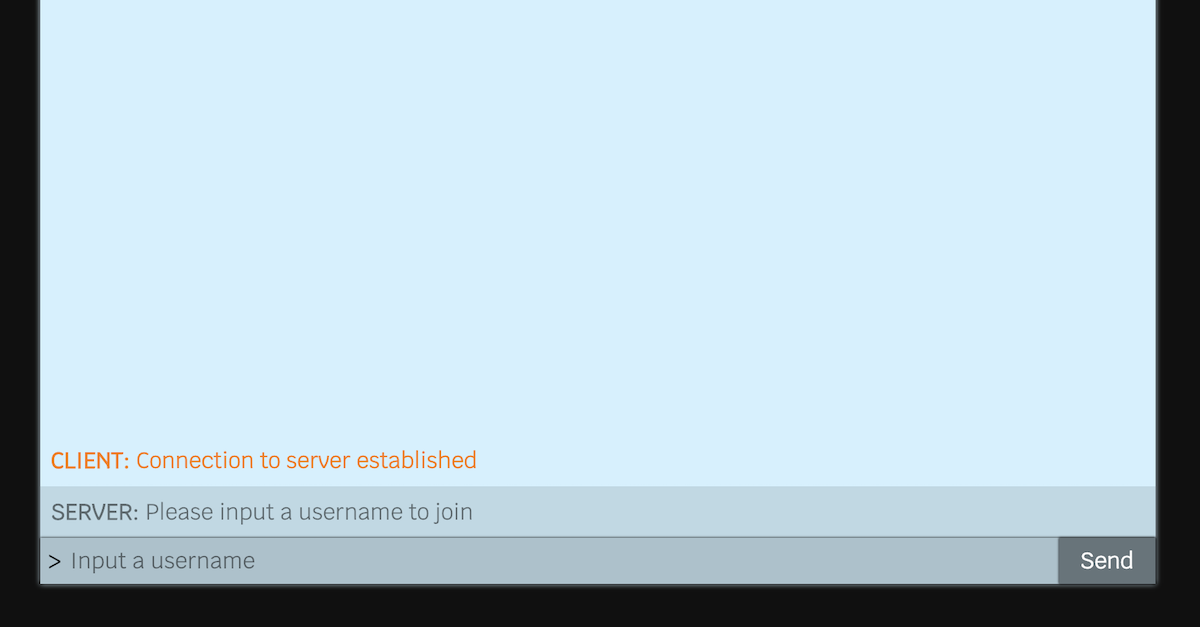 CLIENT: Connection to server established
SERVER: Please input a username to join
> Input a username
Send